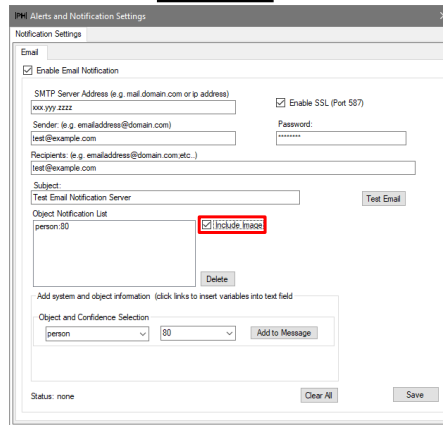 IPHI Alerts and Notification Settings
Notification Settings
Email
Enable Email Notification
SMTP Server Address (e.g. mail.domain.com or ip address)
xxx.yyy.zzzz
Enable SSL (Port 587)
Sender: (e.g. emailaddress@domain.com)
Password:
test@example.com
********
Recipients: (e.g. emailaddress@domain.com;etc..)
test@example.com
Subject:
Test Email Notification Server
Test Email
Object Notification List
person:80
Include Image
Delete
Add system and object information (click links to insert variables into text field
Object and Confidence Selection
person
80
Add to Message
Status: none
Clear All
Save